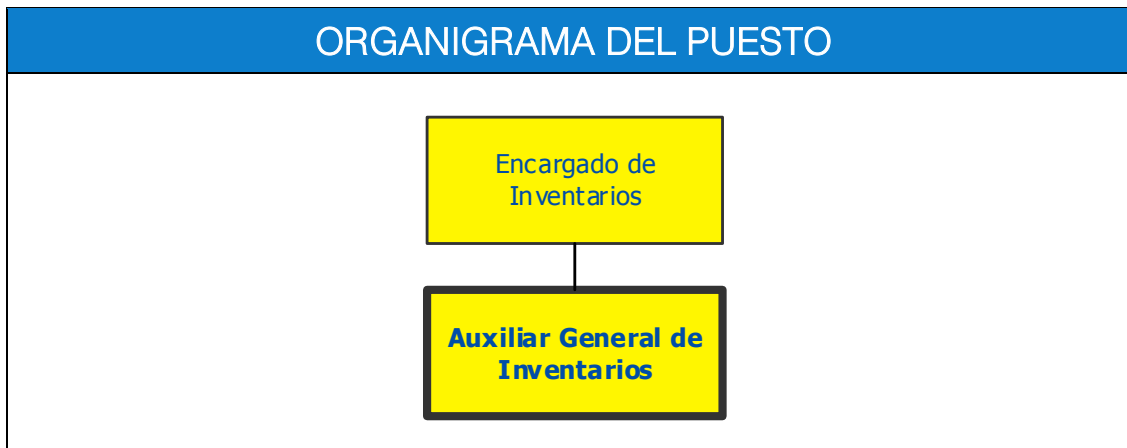 ORGANIGRAMA DEL PUESTO
Encargado de
Inventarios
Auxiliar General de
Inventarios